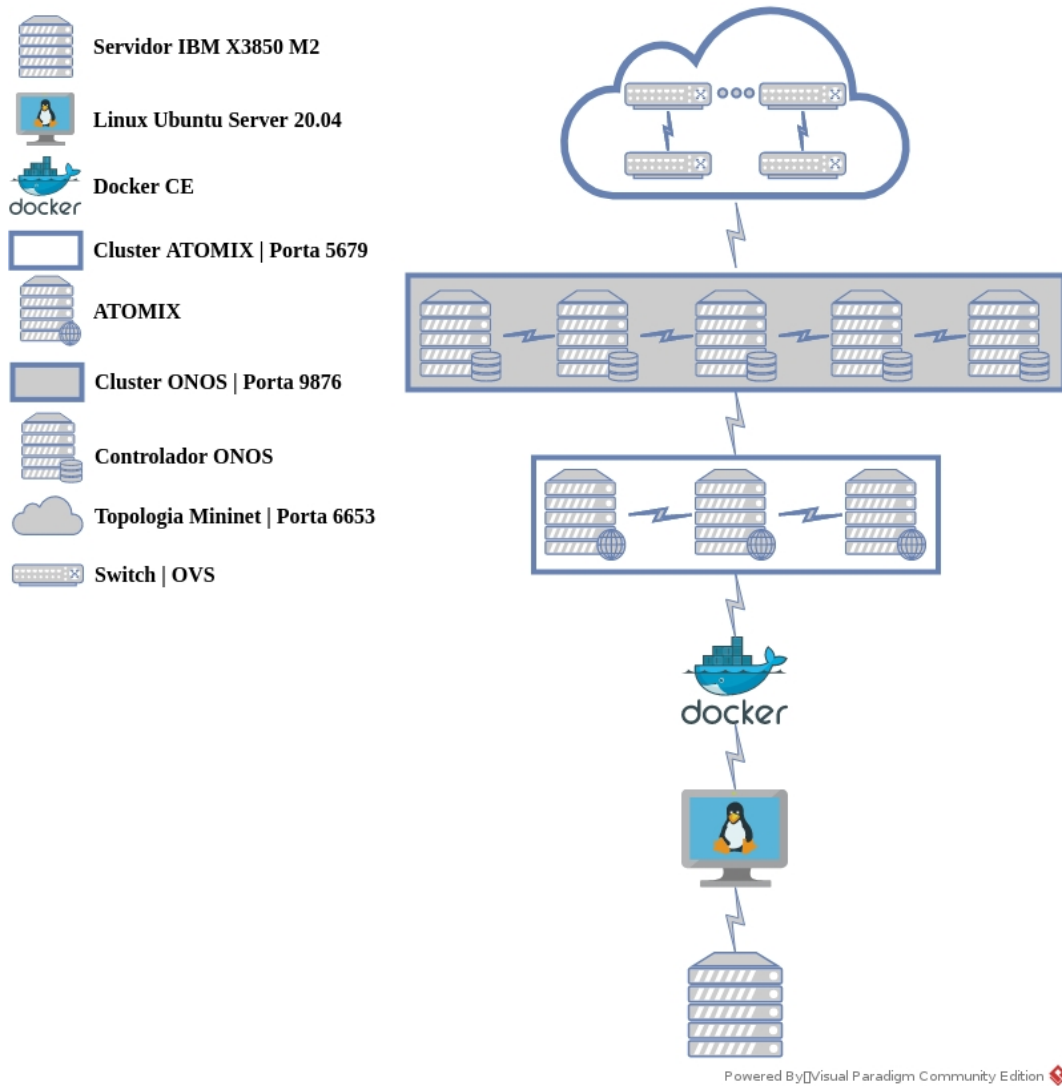 Servidor IBM X3850 M2
Linux Ubuntu Server 20.04
docker
Docker CE
Cluster ATOMIX | Porta 5679
ATOMIX
Cluster ONOS | Porta 9876
Controlador ONOS
Topologia Mininet | Porta 6653
Switch | OVS
docker
Powered By▯Visual Paradigm Community Edition